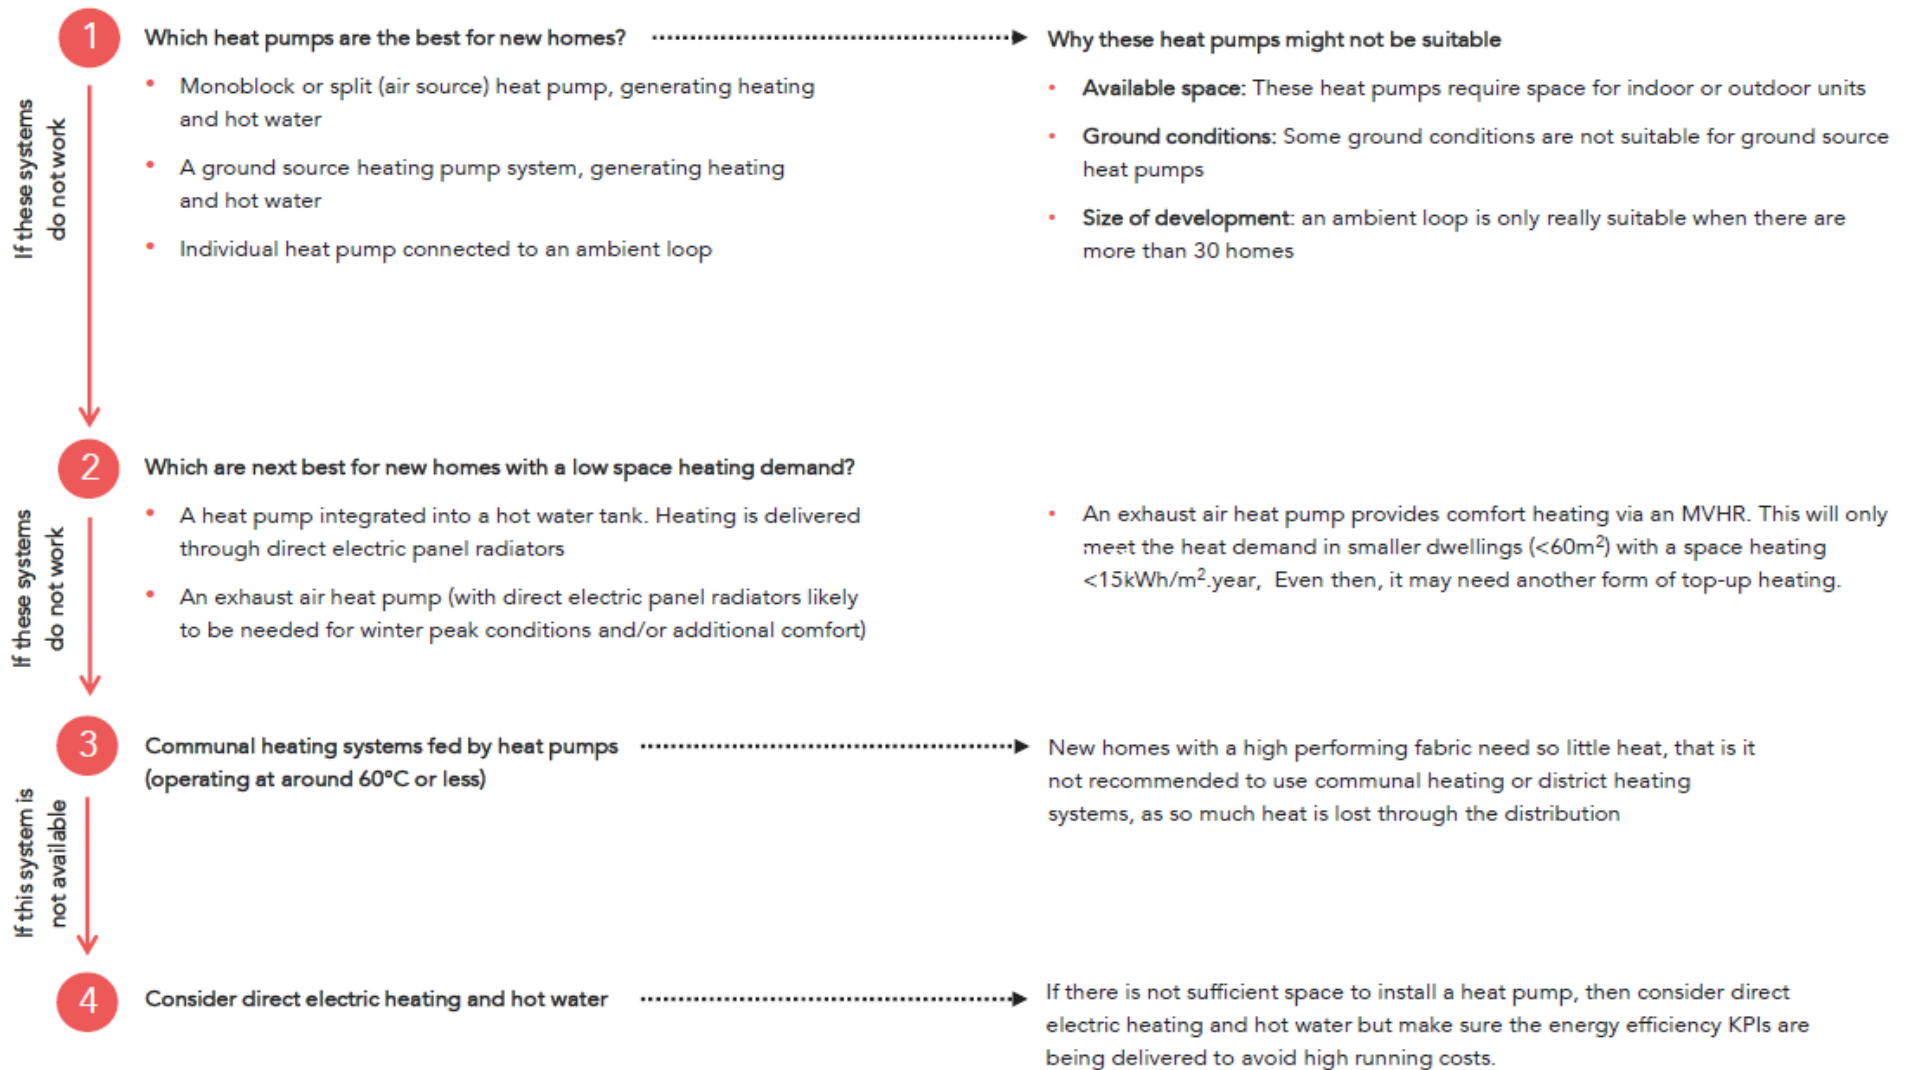 1
Which heat pumps are the best for new homes?
Why these heat pumps might not be suitable
If these systems
do not work
• Monoblock or split (air source) heat pump, generating heating
and hot water
• A ground source heating pump system, generating heating
and hot water
• Individual heat pump connected to an ambient loop
• Available space: These heat pumps require space for indoor or outdoor units
• Ground conditions: Some ground conditions are not suitable for ground source
heat pumps
• Size of development: an ambient loop is only really suitable when there are
more than 30 homes
2
Which are next best for new homes with a low space heating demand?
If these systems
do not work
• A heat pump integrated into a hot water tank. Heating is delivered
through direct electric panel radiators
• An exhaust air heat pump (with direct electric panel radiators likely
to be needed for winter peak conditions and/or additional comfort)
• An exhaust air heat pump provides comfort heating via an MVHR. This will only
meet the heat demand in smaller dwellings (<60m²) with a space heating
<15kWh/m².year, Even then, it may need another form of top-up heating.
3
Communal heating systems fed by heat pumps
(operating at around 60°C or less)
If this system is
not available
New homes with a high performing fabric need so little heat, that is it
not recommended to use communal heating or district heating
systems, as so much heat is lost through the distribution
4
Consider direct electric heating and hot water
If there is not sufficient space to install a heat pump, then consider direct
electric heating and hot water but make sure the energy efficiency KPIs are
being delivered to avoid high running costs.